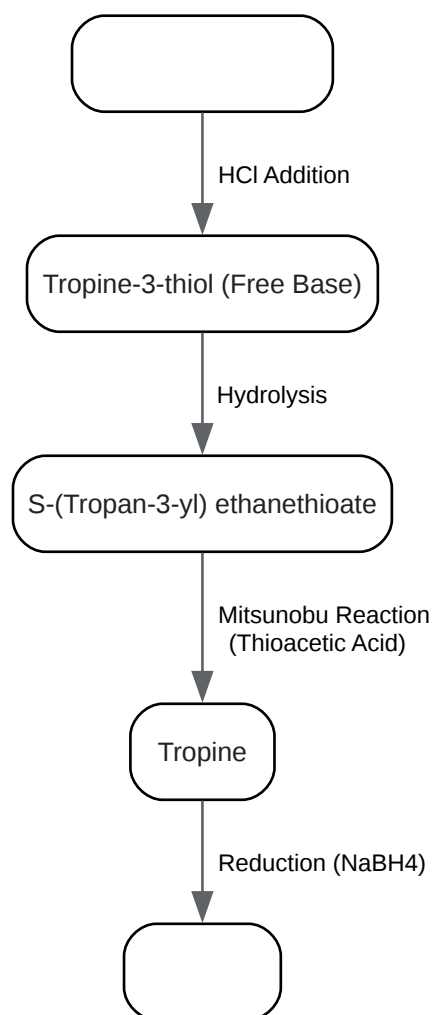 HCl Addition
Tropine-3-thiol (Free Base)
Hydrolysis
S-(Tropan-3-yl) ethanethioate
Mitsunobu Reaction
(Thioacetic Acid)
Tropine
Reduction (NaBH4)